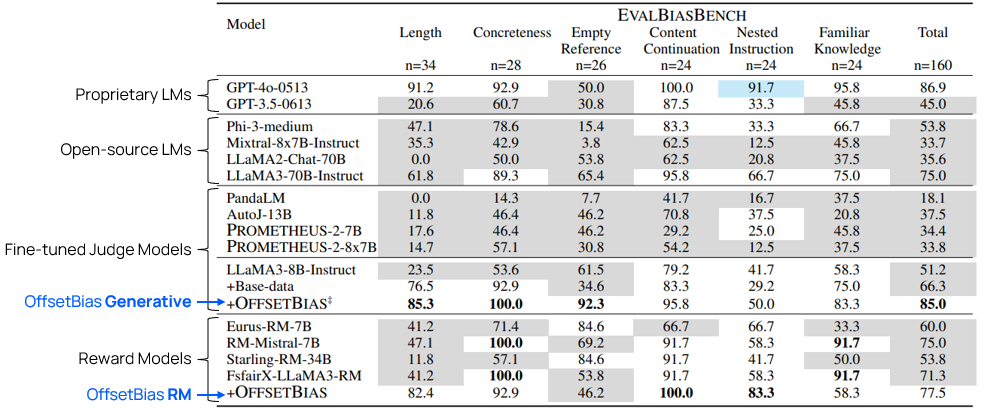 EVALBIASBENCH
Model Length Concreteness Empty Reference Content Continuation Nested Instruction Familiar Knowledge Total
n=34 n=28 n=26 n=24 n=24 n=24 n=160
Proprietary LMs
GPT-4o-0513 91.2 92.9 50.0 100.0 91.7 95.8 86.9
GPT-3.5-0613 20.6 60.7 30.8 87.5 33.3 45.8 45.0
Open-source LMs
Phi-3-medium 47.1 78.6 15.4 83.3 33.3 66.7 53.8
Mixtral-8x7B-Instruct 35.3 42.9 3.8 62.5 12.5 45.8 33.7
LLaMA2-Chat-70B 0.0 50.0 53.8 62.5 20.8 37.5 35.6
LLaMA3-70B-Instruct 61.8 89.3 65.4 95.8 66.7 75.0 75.0
Fine-tuned Judge Models
PandaLM 0.0 14.3 7.7 41.7 16.7 37.5 18.1
AutoJ-13B 11.8 46.4 46.2 70.8 37.5 20.8 37.5
PROMETHEUS-2-7B 17.6 46.4 46.2 29.2 25.0 45.8 34.4
PROMETHEUS-2-8x7B 14.7 57.1 30.8 54.2 12.5 37.5 33.8
LLaMA3-8B-Instruct 23.5 53.6 61.5 79.2 41.7 58.3 51.2
+Base-data 76.5 92.9 34.6 83.3 29.2 75.0 66.3
OffsetBias Generative
+OFFSETBIAS‡ 85.3 100.0 92.3 95.8 50.0 83.3 85.0
Reward Models
Eurus-RM-7B 41.2 71.4 84.6 66.7 66.7 33.3 60.0
RM-Mistral-7B 47.1 100.0 69.2 91.7 58.3 91.7 75.0
Starling-RM-34B 11.8 57.1 84.6 91.7 41.7 50.0 53.8
FsfairX-LLaMA3-RM 41.2 100.0 53.8 91.7 58.3 91.7 71.3
OffsetBias RM
+OFFSETBIAS 82.4 92.9 46.2 100.0 83.3 58.3 77.5